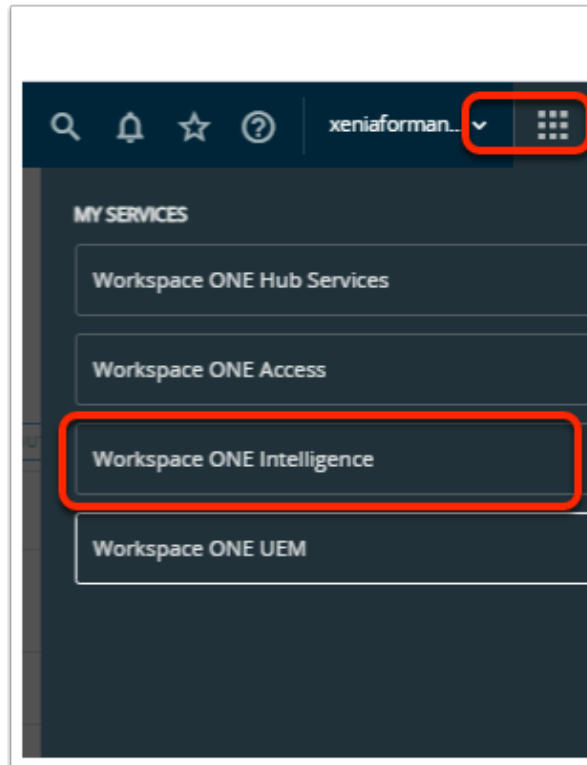 xeniaforman...
MY SERVICES
Workspace ONE Hub Services
Workspace ONE Access
Workspace ONE Intelligence
Workspace ONE UEM